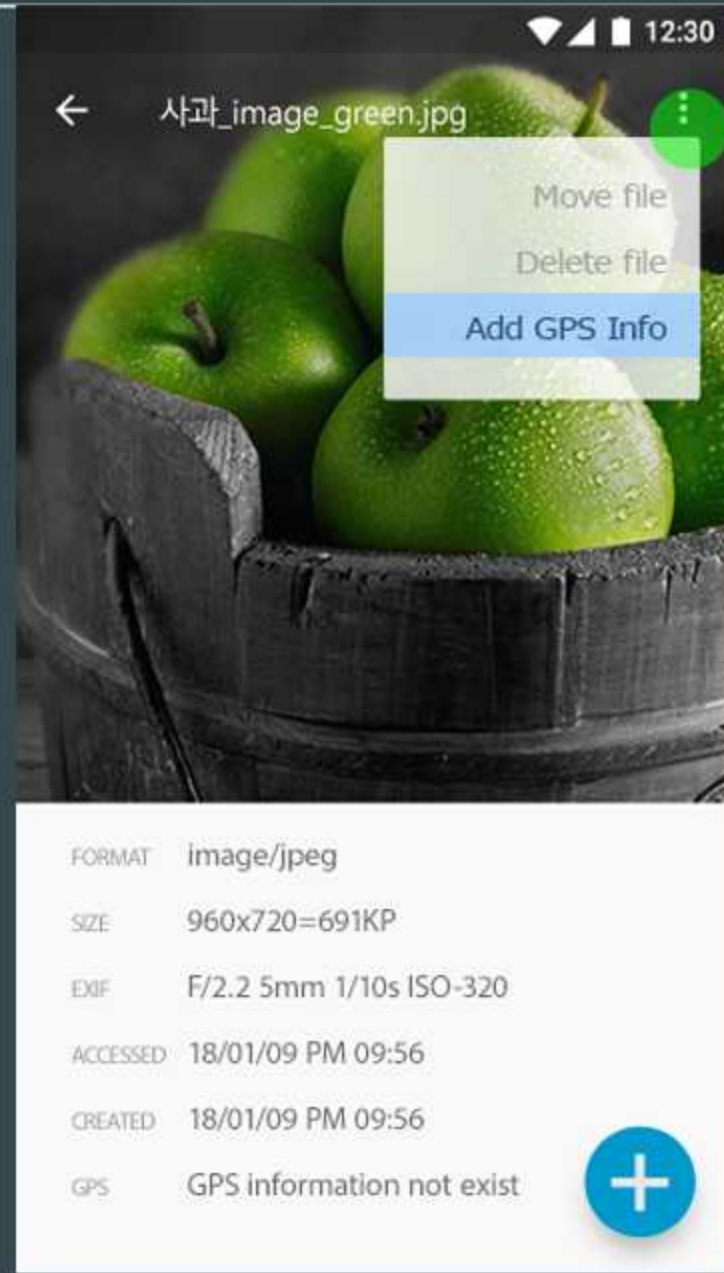 12:30
사과_image_green.jpg
Move file
Delete file
Add GPS Info
FORMAT image/jpeg
SIZE 960x720=691KP
EXIF F/2.2 5mm 1/10s ISO-320
ACCESSED 18/01/09 PM 09:56
CREATED 18/01/09 PM 09:56
GPS GPS information not exist